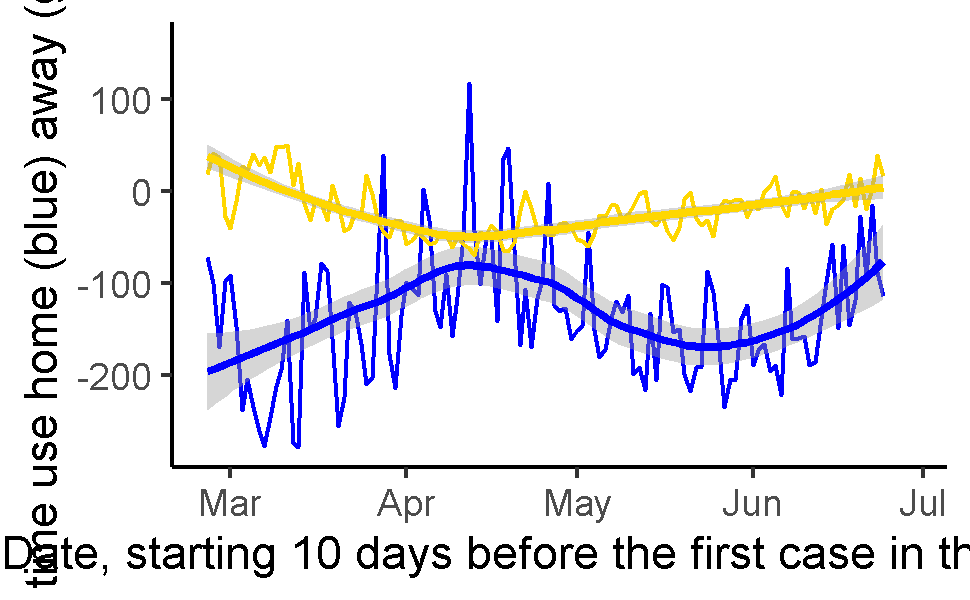 time use home (blue) away (
100
0
-100
-200
Mar Apr May Jun Jul
Date, starting 10 days before the first case in th